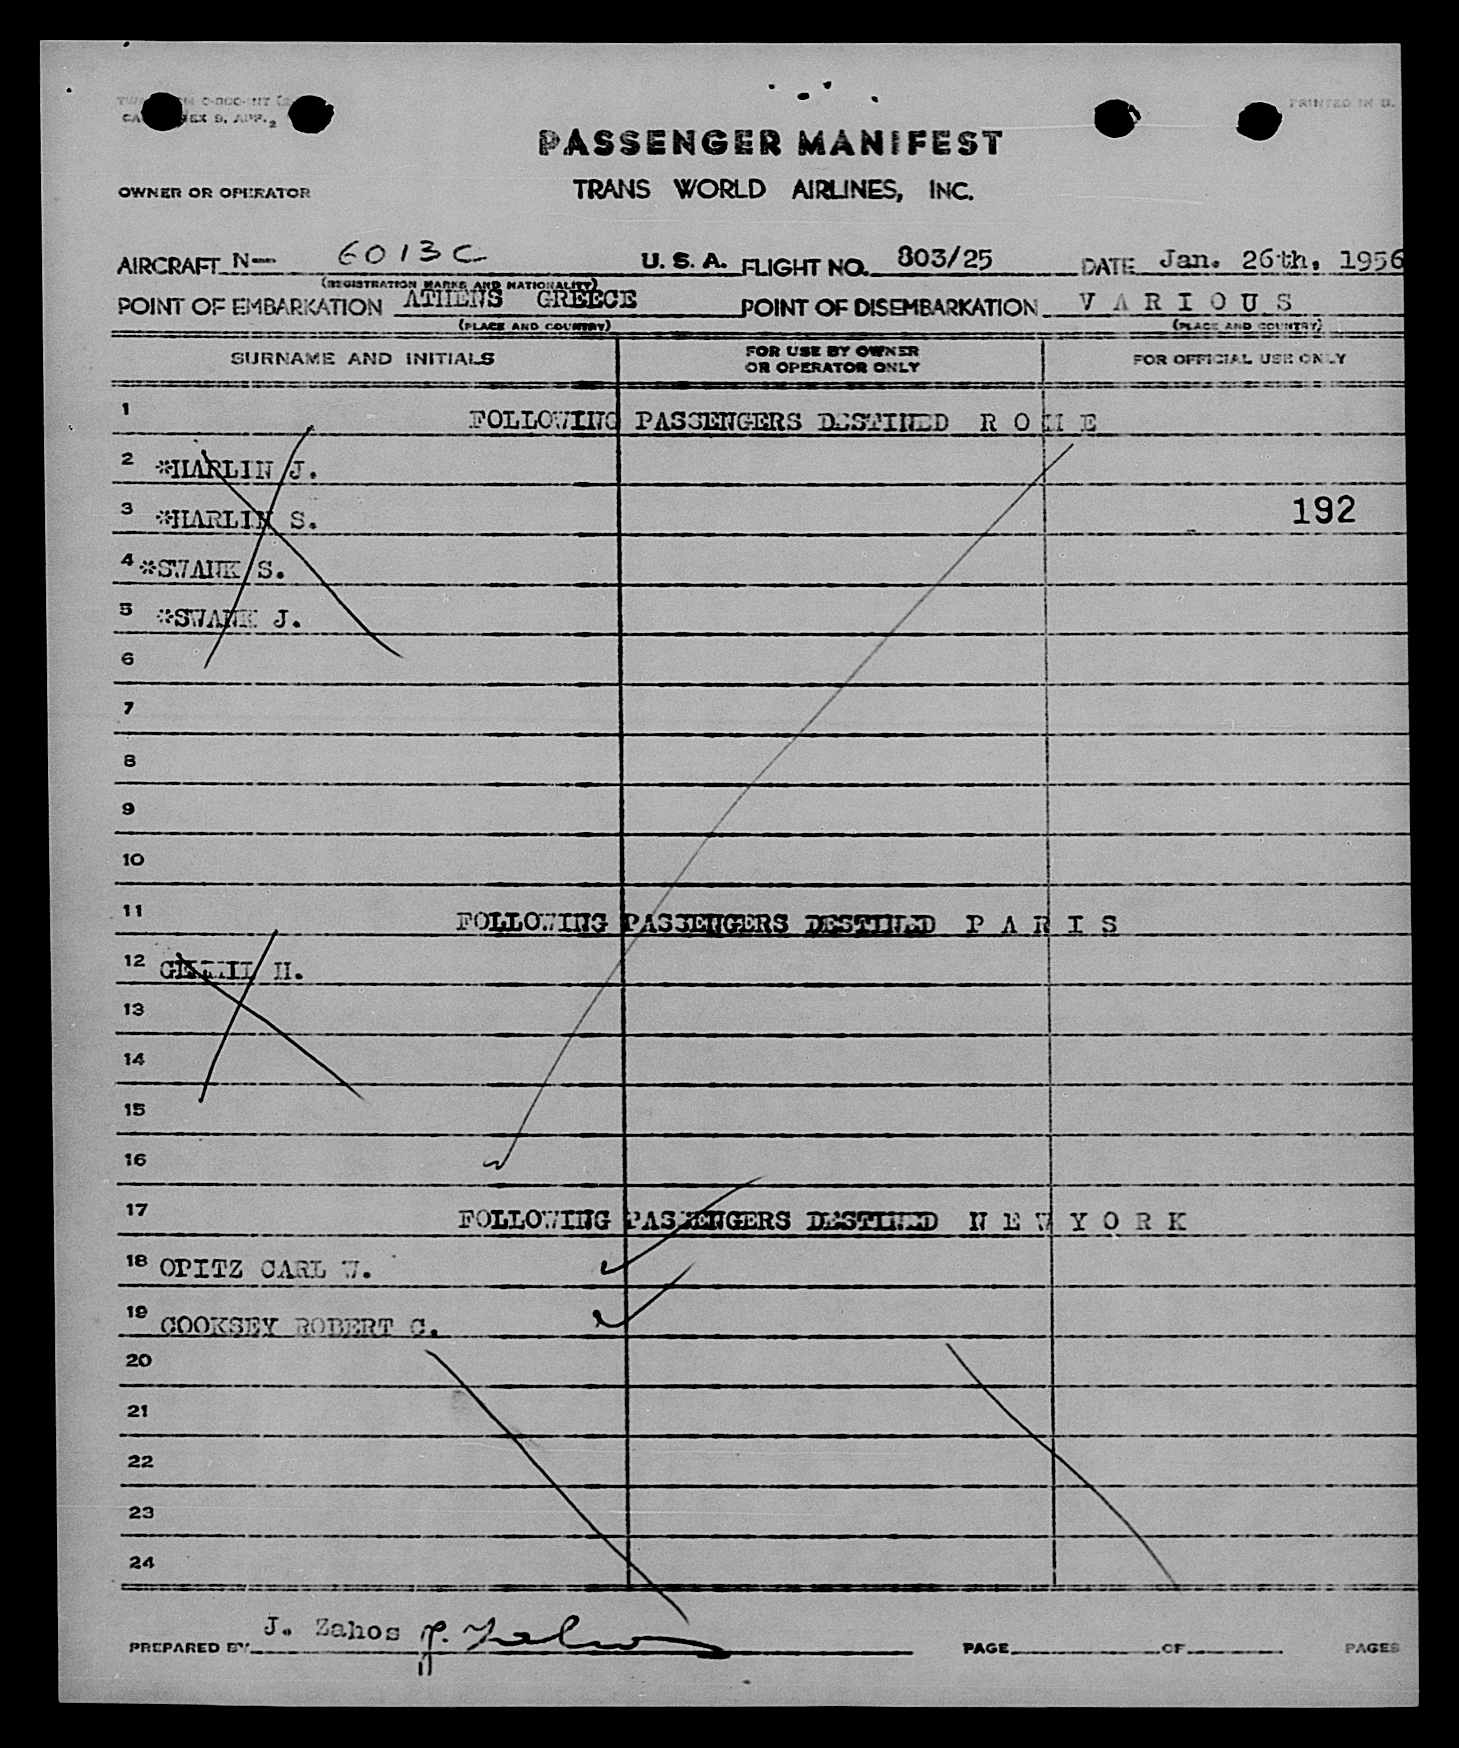 PRINTED IN U.
PASSENGER MANIFEST
OWNER OR OPERATOR TRANS WORLD AIRLINES, INC.
AIRCRAFT N- 6013C U. S. A. FLIGHT NO. 803/25 DATE Jan. 26th, 1956
(REGISTRATION MARKS AND NATIONALITY)
POINT OF EMBARKATION ATHENS GREECE POINT OF DISEMBARKATION V A R I O U S
(PLACE AND COUNTRY) (PLACE AND COUNTRY)
SURNAME AND INITIALS FOR USE BY OWNER OR OPERATOR ONLY FOR OFFICIAL USE ONLY
1 FOLLOWING PASSENGERS DESTINED R O M E
2 *HARLIN J.
3 *HARLIN S. 192
4 *SWANK S.
5 *SWANK J.
6
7
8
9
10
11 FOLLOWING PASSENGERS DESTINED P A R I S
12 H.
13
14
15
16
17 FOLLOWING PASSENGERS DESTINED N E W Y O R K
18 OPITZ CARL W.
19 COOKSEY ROBERT C.
20
21
22
23
24
PREPARED BY J. Zahos J. Zahos
PAGE OF PAGES